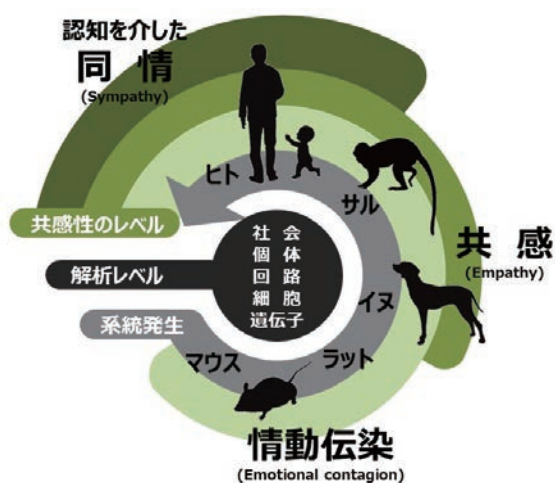 認知を介した
同情
(Sympathy)
ヒト
サル
共感性のレベル
社会
個体
回路
細胞
遺伝子
共感
(Empathy)
解析レベル
イヌ
系統発生
マウス
ラット
情動伝染
(Emotional contagion)